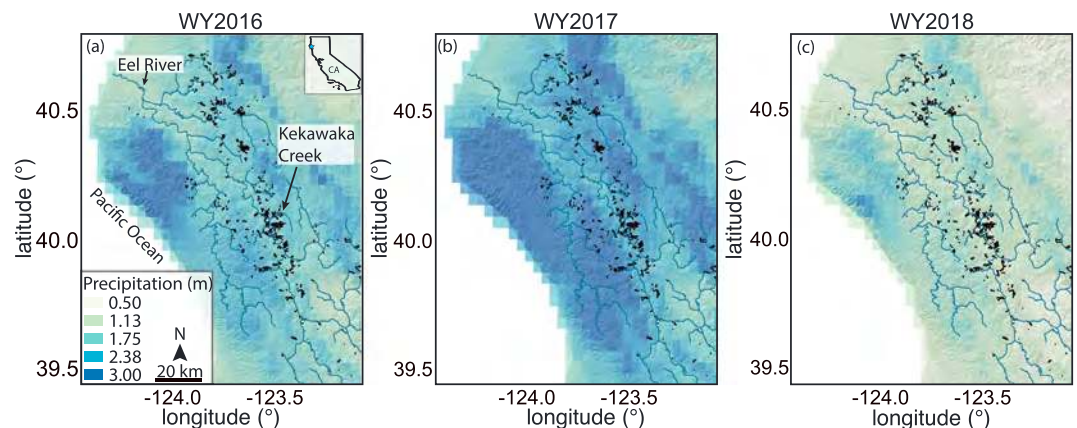 WY2016
WY2017
WY2018
(a)
Eel River
CA
Kekawaka
Creek
Pacific Ocean
Precipitation (m)
0.50
1.13
1.75
2.38
3.00
N
20 km
latitude (°)
40.5
40.0
39.5
-124.0
-123.5
longitude (°)
(b)
latitude (°)
40.5
40.0
39.5
-124.0
-123.5
longitude (°)
(c)
latitude (°)
40.5
40.0
39.5
-124.0
-123.5
longitude (°)